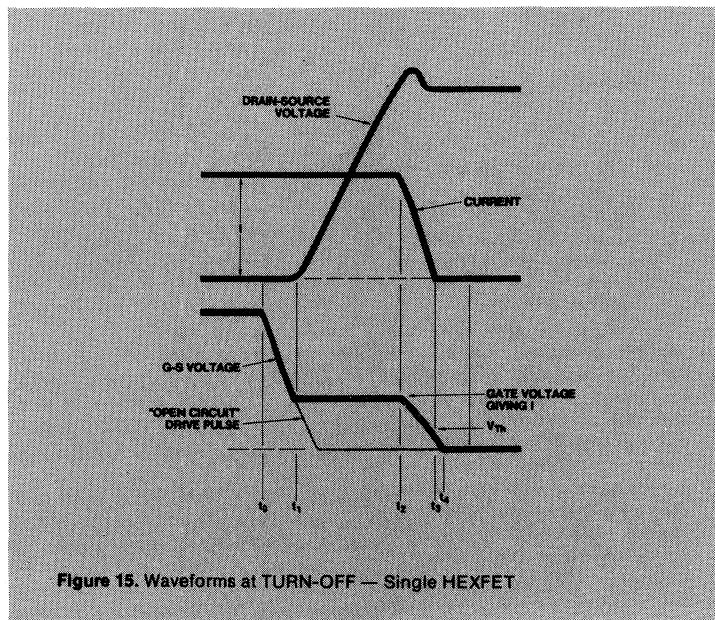 DRAIN-SOURCE
VOLTAGE
CURRENT
G-S VOLTAGE
GATE VOLTAGE
GIVING I
"OPEN CIRCUIT"
DRIVE PULSE
VTh
t0 t1 t2 t3 t4
Figure 15. Waveforms at TURN-OFF — Single HEXFET